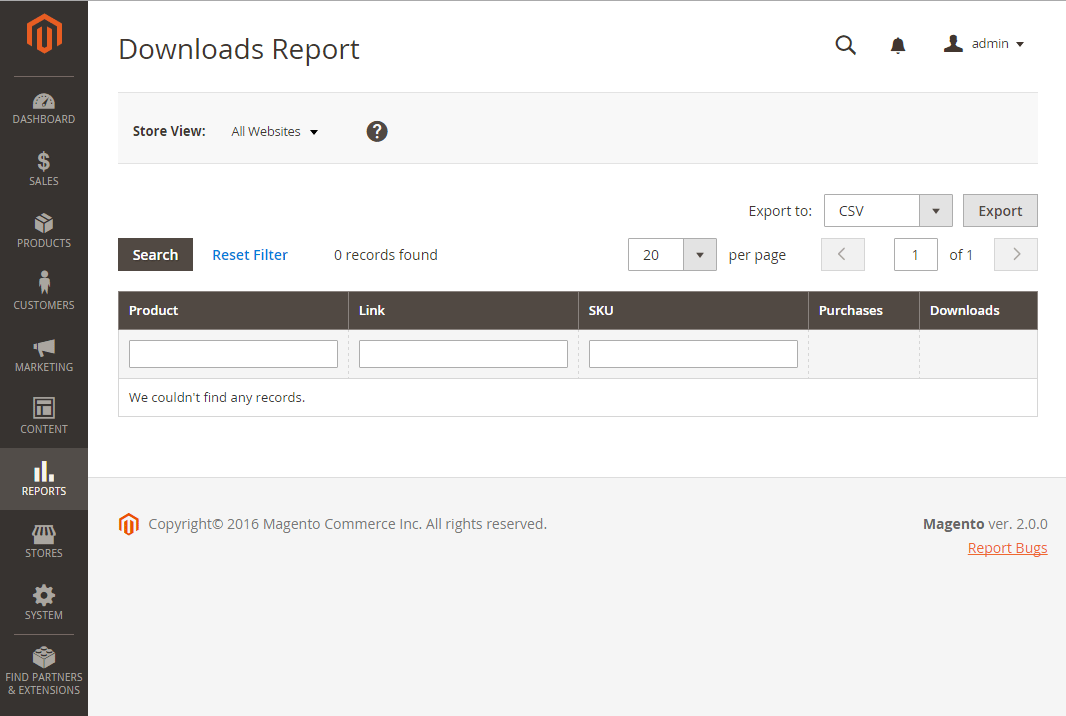 Downloads Report
admin
DASHBOARD
SALES
PRODUCTS
CUSTOMERS
MARKETING
CONTENT
REPORTS
STORES
SYSTEM
FIND PARTNERS
& EXTENSIONS
Store View: All Websites ?
Export to: CSV Export
Search Reset Filter 0 records found 20 per page 1 of 1
Product Link SKU Purchases Downloads
We couldn't find any records.
Copyright© 2016 Magento Commerce Inc. All rights reserved. Magento ver. 2.0.0
Report Bugs